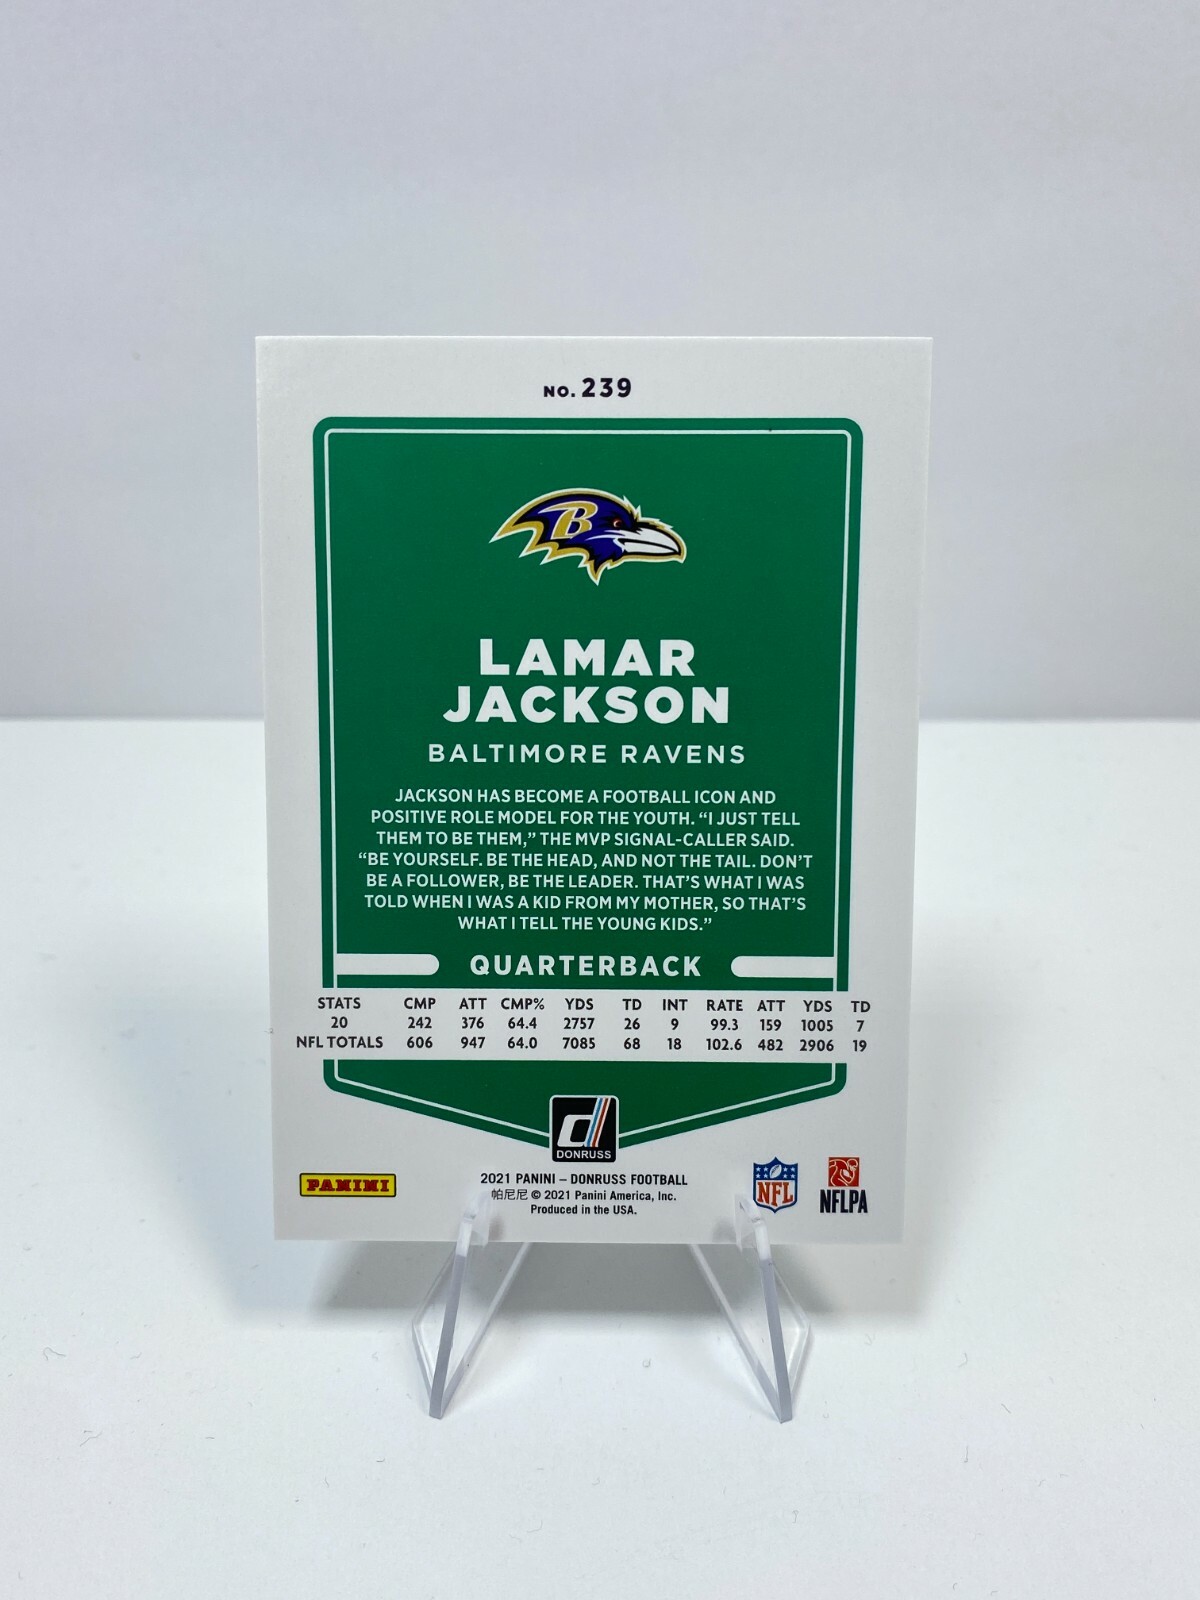 NO. 239
B
LAMAR
JACKSON
BALTIMORE RAVENS
JACKSON HAS BECOME A FOOTBALL ICON AND
POSITIVE ROLE MODEL FOR THE YOUTH. “I JUST TELL
THEM TO BE THEM,” THE MVP SIGNAL-CALLER SAID.
“BE YOURSELF. BE THE HEAD, AND NOT THE TAIL. DON’T
BE A FOLLOWER, BE THE LEADER. THAT’S WHAT I WAS
TOLD WHEN I WAS A KID FROM MY MOTHER, SO THAT’S
WHAT I TELL THE YOUNG KIDS.”
QUARTERBACK
STATS CMP ATT CMP% YDS TD INT RATE ATT YDS TD
20 242 376 64.4 2757 26 9 99.3 159 1005 7
NFL TOTALS 606 947 64.0 7085 68 18 102.6 482 2906 19
d
DONRUSS
PANINI
2021 PANINI – DONRUSS FOOTBALL
帕尼尼 © 2021 Panini America, Inc.
Produced in the USA.
NFL
NFLPA